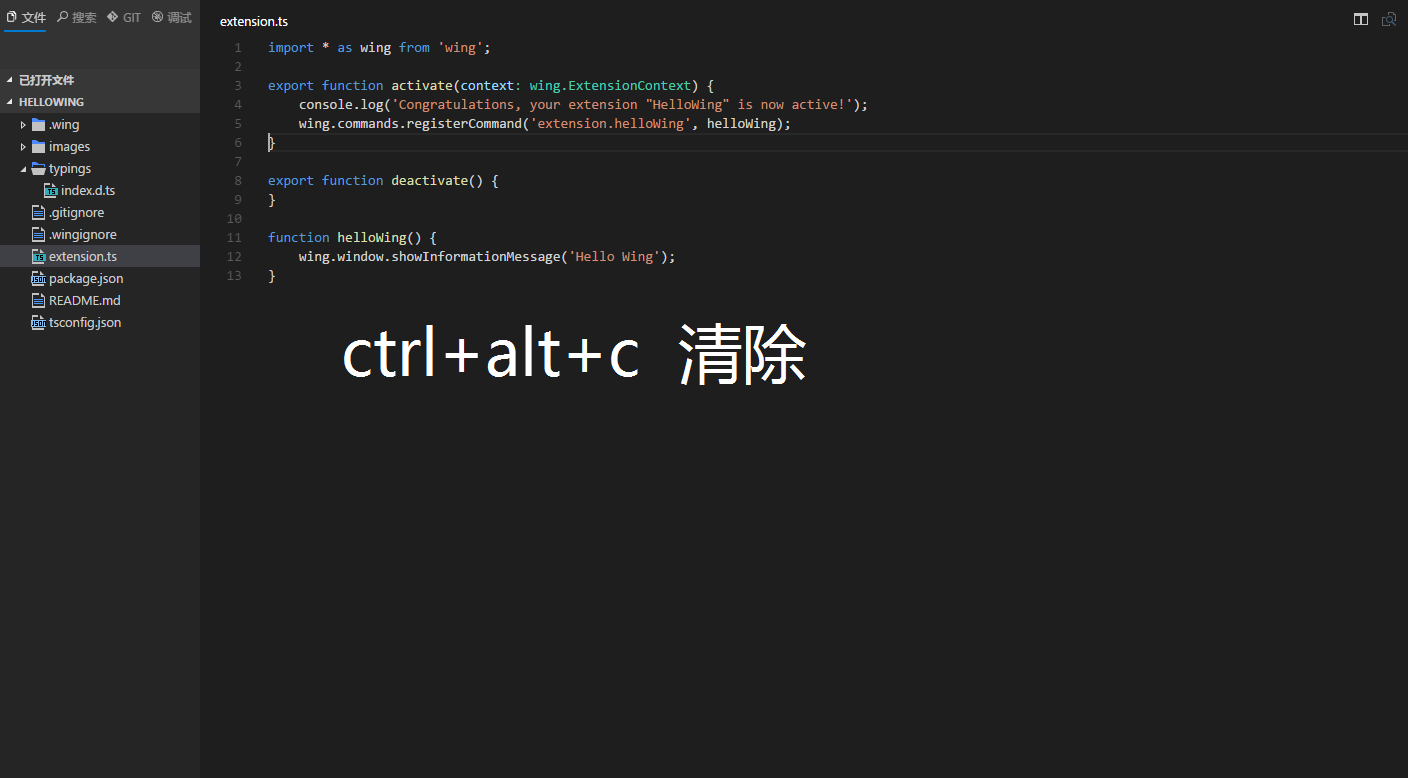 文件 搜索 GIT 调试
已打开文件
HELLOWING
.wing
images
typings
index.d.ts
.gitignore
.wingignore
extension.ts
package.json
README.md
tsconfig.json
extension.ts
1 import * as wing from 'wing';
2
3 export function activate(context: wing.ExtensionContext) {
4 console.log('Congratulations, your extension "HelloWing" is now active!');
5 wing.commands.registerCommand('extension.helloWing', helloWing);
6 }
7
8 export function deactivate() {
9 }
10
11 function helloWing() {
12 wing.window.showInformationMessage('Hello Wing');
13 }
ctrl+alt+c 清除